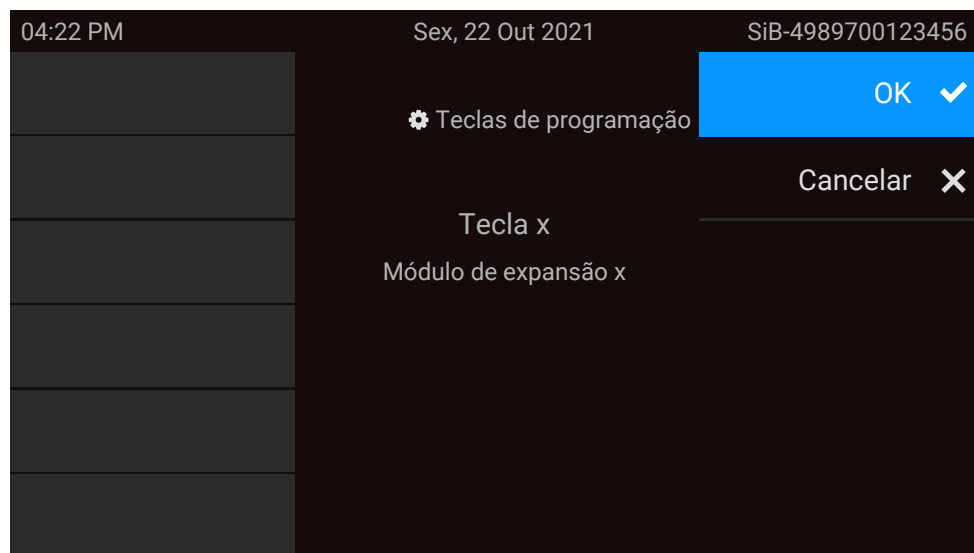 04:22 PM Sex, 22 Out 2021 SiB-4989700123456
OK
Teclas de programação
Cancelar
Tecla x
Módulo de expansão x